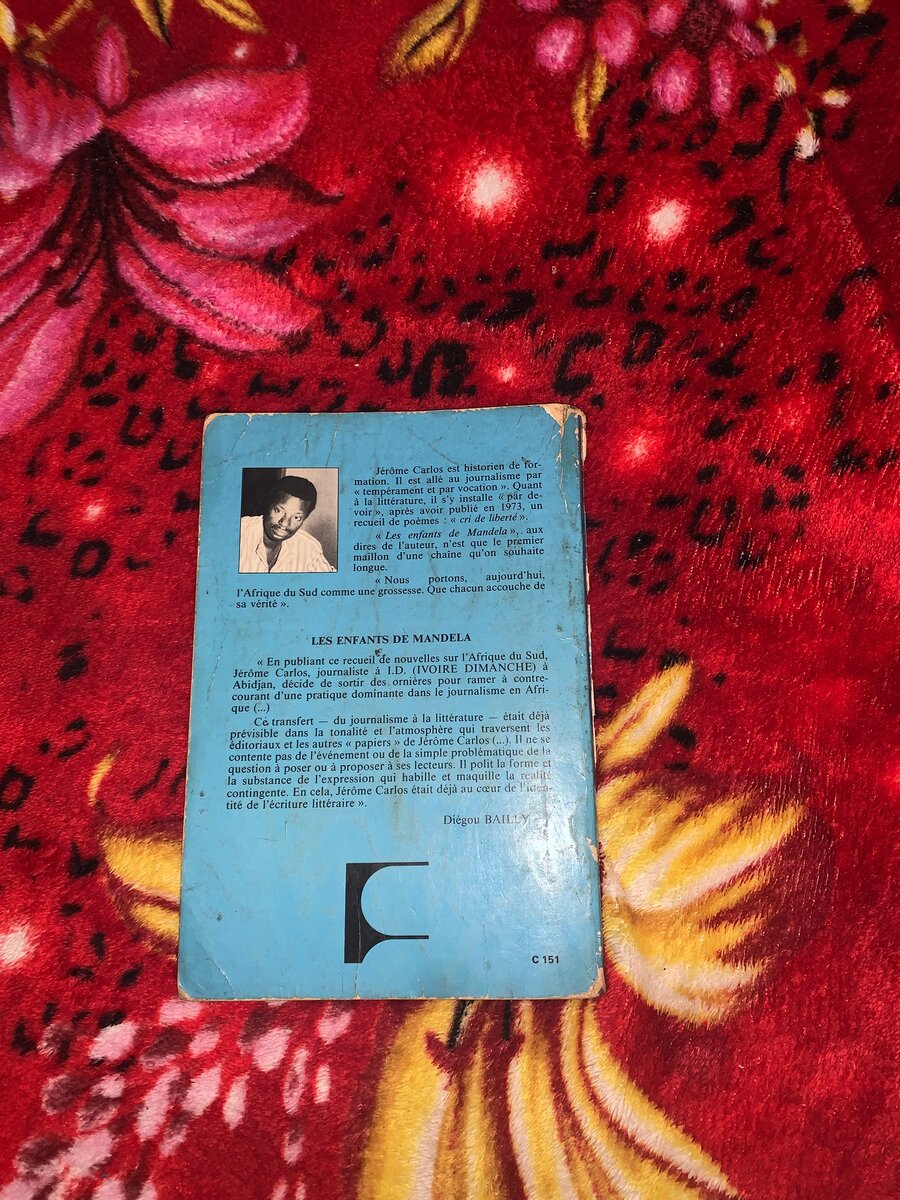 Jérôme Carlos est historien de for-
mation. Il est allé au journalisme par
« tempérament et par vocation ». Quant
à la littérature, il s'y installe « par de-
voir », après avoir publié en 1973, un
recueil de poèmes : « cri de liberté ».
« Les enfants de Mandela », aux
dires de l'auteur, n'est que le premier
maillon d'une chaîne qu'on souhaite
longue.
« Nous portons, aujourd'hui,
l'Afrique du Sud comme une grossesse. Que chacun accouche de
sa vérité ».
LES ENFANTS DE MANDELA
« En publiant ce recueil de nouvelles sur l'Afrique du Sud,
Jérôme Carlos, journaliste à I.D. (IVOIRE DIMANCHE) à
Abidjan, décide de sortir des ornières pour ramer à contre-
courant d'une pratique dominante dans le journalisme en Afri-
que (...)
Ce transfert — du journalisme à la littérature — était déjà
prévisible dans la tonalité et l'atmosphère qui traversent les
éditoriaux et les autres « papiers » de Jérôme Carlos (...). Il ne se
contente pas de l'événement ou de la simple problématique de la
question à poser ou à proposer à ses lecteurs. Il polit la forme et
la substance de l'expression qui habille et maquille la realité
contingente. En cela, Jérôme Carlos était déjà au cœur de l'iden-
tité de l'écriture littéraire ».
Diégou BAILLY
C 151